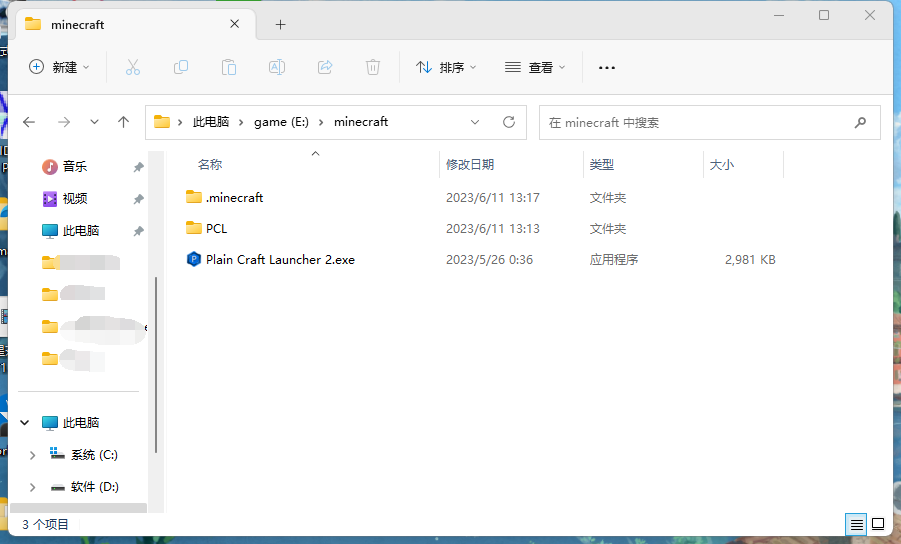 minecraft
新建
排序
查看
此电脑 game (E:) minecraft
在 minecraft 中搜索
音乐
视频
此电脑
此电脑
系统 (C:)
软件 (D:)
名称 修改日期 类型 大小
.minecraft 2023/6/11 13:17 文件夹
PCL 2023/6/11 13:13 文件夹
Plain Craft Launcher 2.exe 2023/5/26 0:36 应用程序 2,981 KB
3 个项目